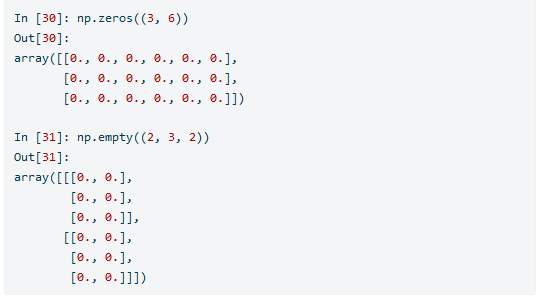 In [30]: np.zeros((3, 6))
Out[30]:
array([[0., 0., 0., 0., 0., 0.],
       [0., 0., 0., 0., 0., 0.],
       [0., 0., 0., 0., 0., 0.]])

In [31]: np.empty((2, 3, 2))
Out[31]:
array([[[0., 0.],
        [0., 0.],
        [0., 0.]],
       [[0., 0.],
        [0., 0.],
        [0., 0.]]])